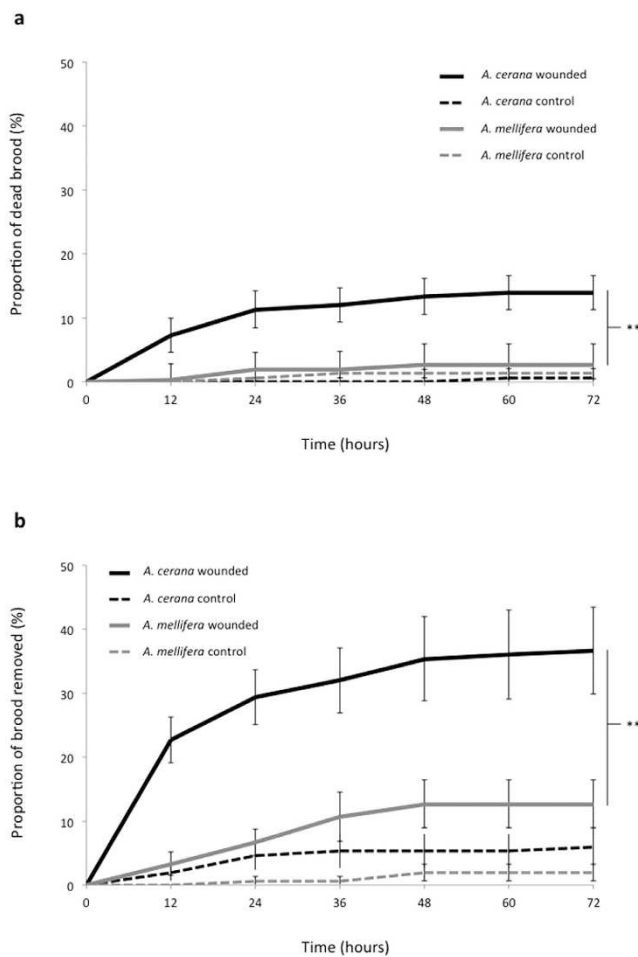 a
Proportion of dead brood (%)
50
40
30
20
10
0
A. cerana wounded
A. cerana control
A. mellifera wounded
A. mellifera control
**
0 12 24 36 48 60 72
Time (hours)
b
Proportion of brood removed (%)
50
40
30
20
10
0
A. cerana wounded
A. cerana control
A. mellifera wounded
A. mellifera control
**
0 12 24 36 48 60 72
Time (hours)